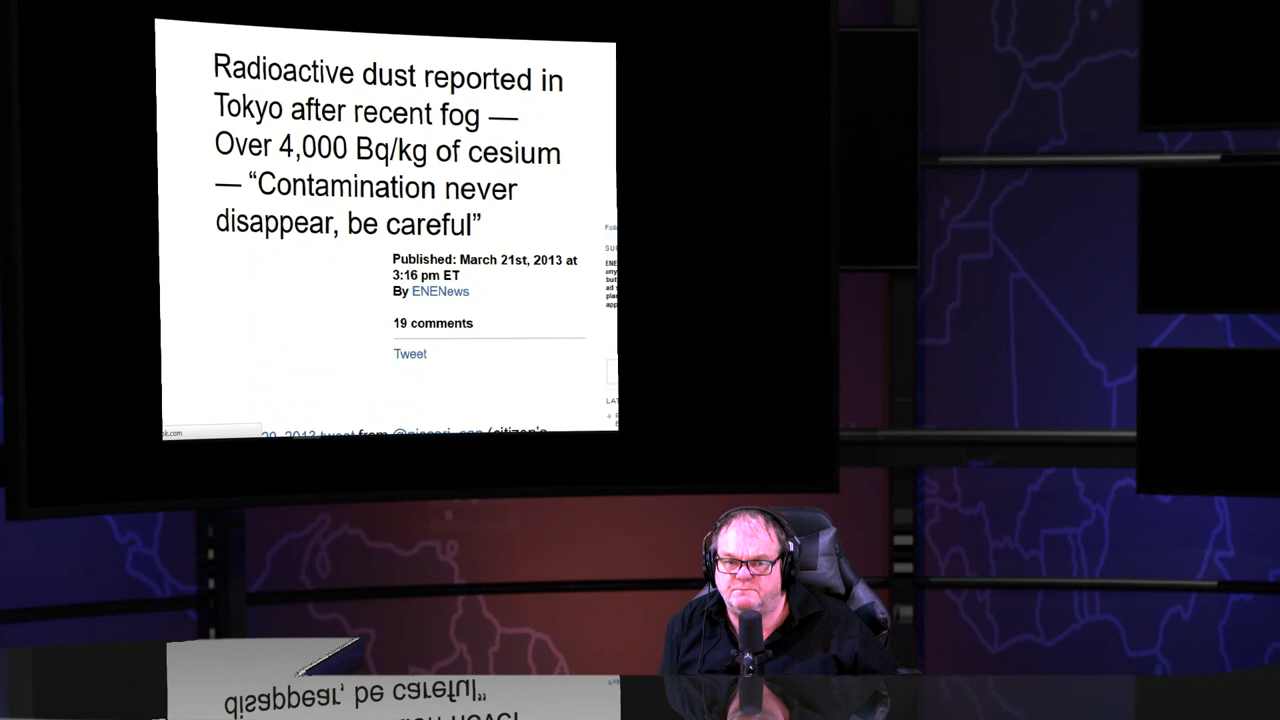 Radioactive dust reported in
Tokyo after recent fog —
Over 4,000 Bq/kg of cesium
— “Contamination never
disappear, be careful”
Published: March 21st, 2013 at
3:16 pm ET
By ENENews
19 comments
Tweet
disappear, be careful”